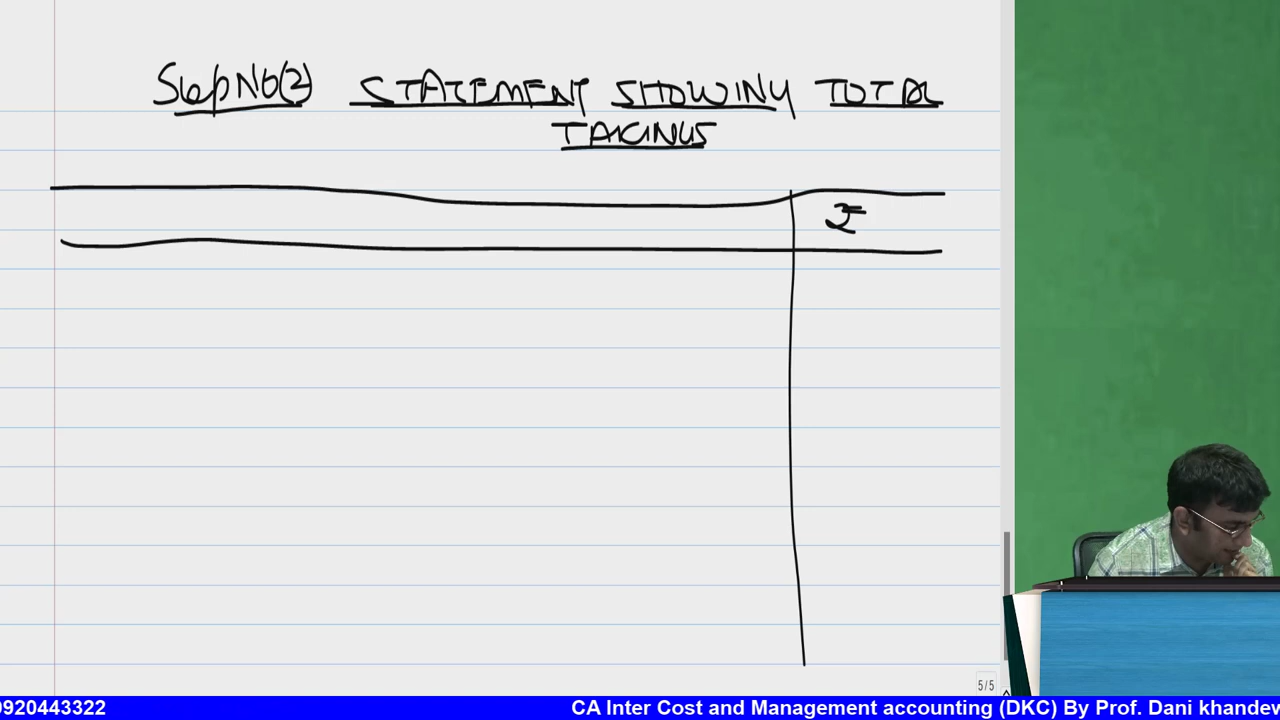 Step No(2) STATEMENT SHOWING TOTAL
TAKINGS
₹
5/5
9920443322 CA Inter Cost and Management accounting (DKC) By Prof. Dani khandev